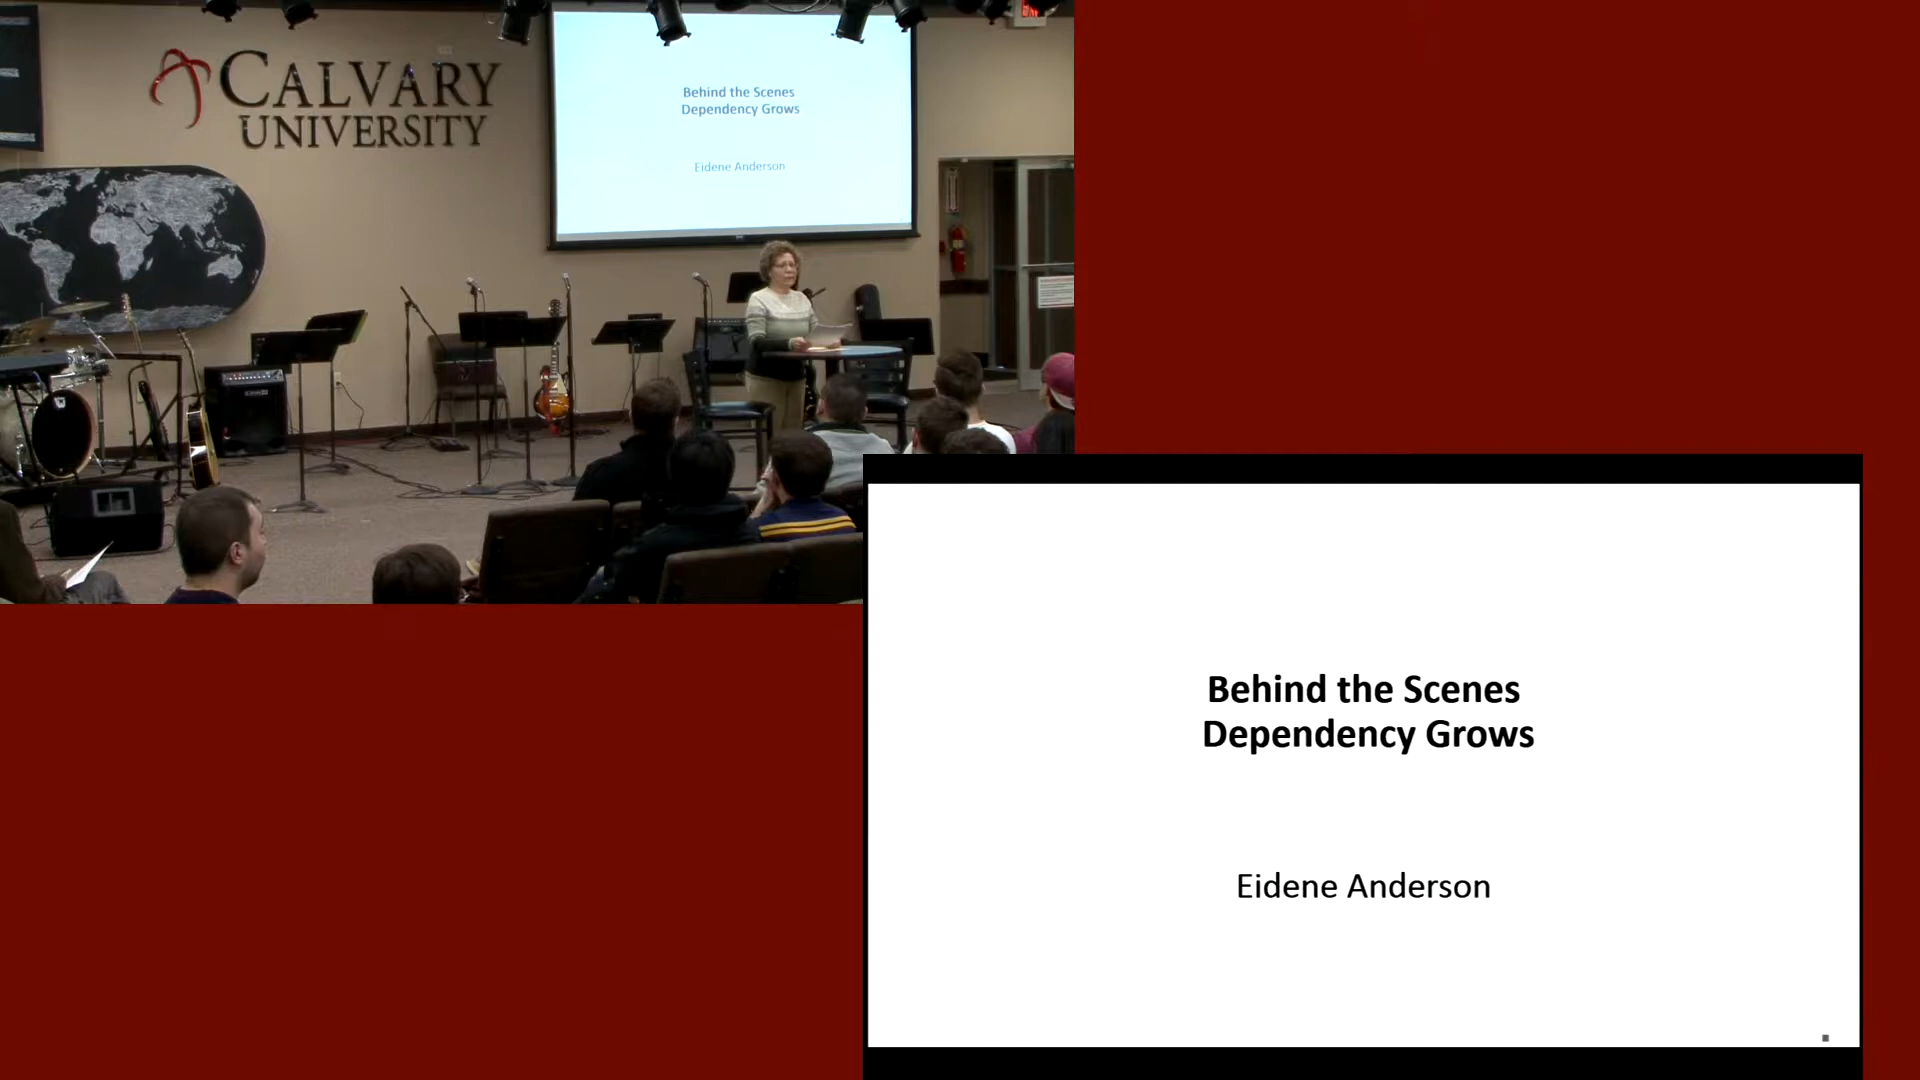 CALVARY
UNIVERSITY
Behind the Scenes
Dependency Grows
Eidene Anderson
Behind the Scenes
Dependency Grows
Eidene Anderson